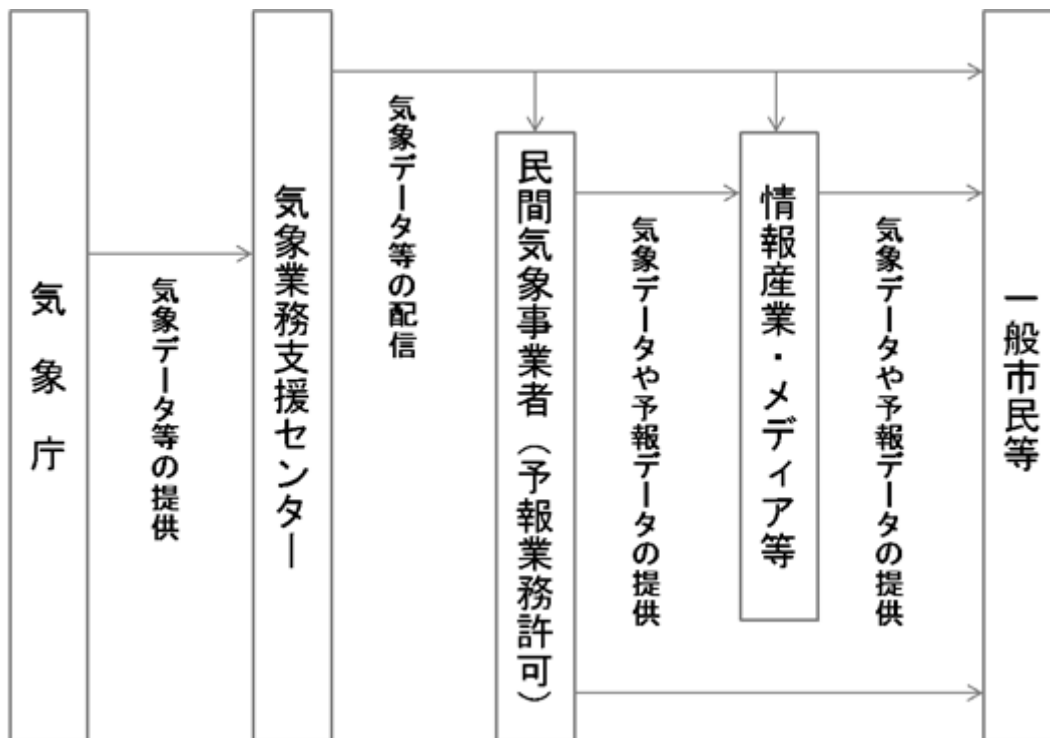 気象庁
気象データ等の提供
気象業務支援センター
気象データ等の配信
民間気象事業者（予報業務許可）
気象データや予報データの提供
情報産業・メディア等
気象データや予報データの提供
一般市民等